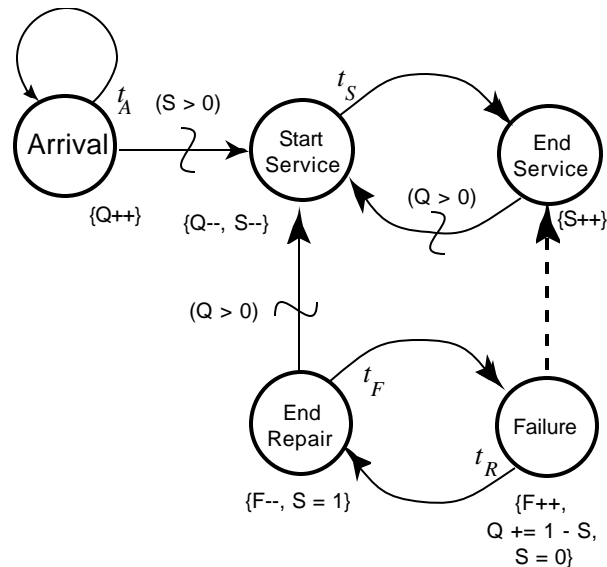 t_A
(S > 0)
t_S
Arrival
Start
Service
End
Service
{Q++}
{Q--, S--}
(Q > 0)
{S++}
(Q > 0)
t_F
End
Repair
Failure
t_R
{F--, S = 1}
{F++,
Q += 1 - S,
S = 0}